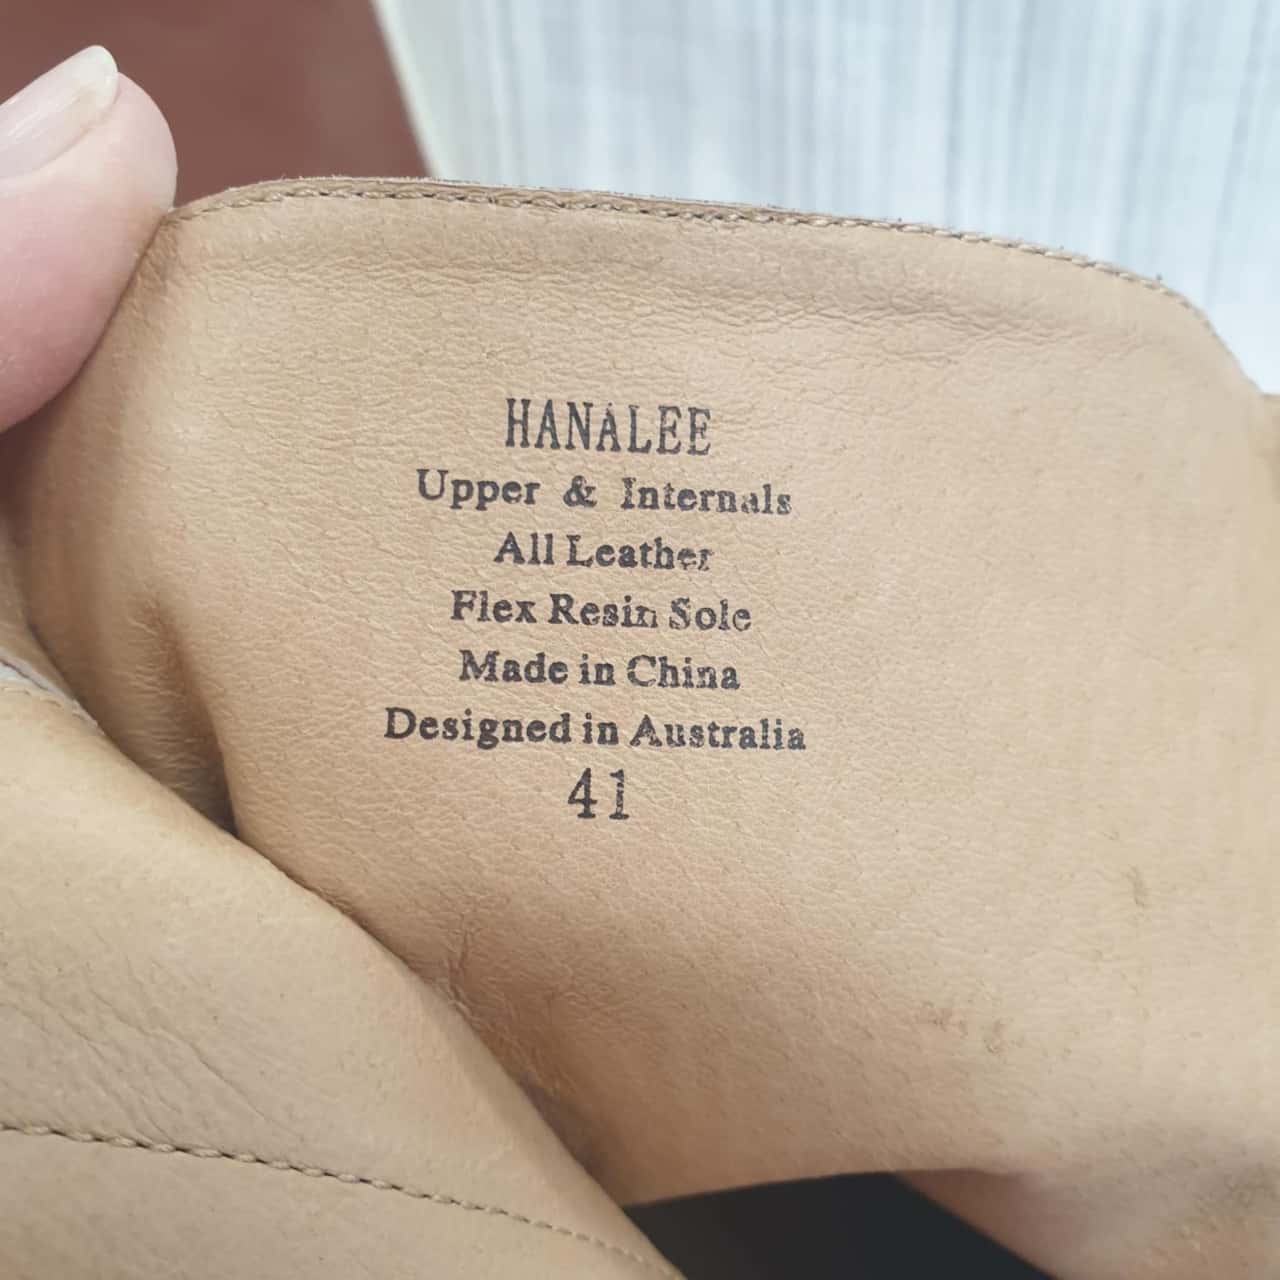 HANALEE
Upper & Internals
All Leather
Flex Resin Sole
Made in China
Designed in Australia
41